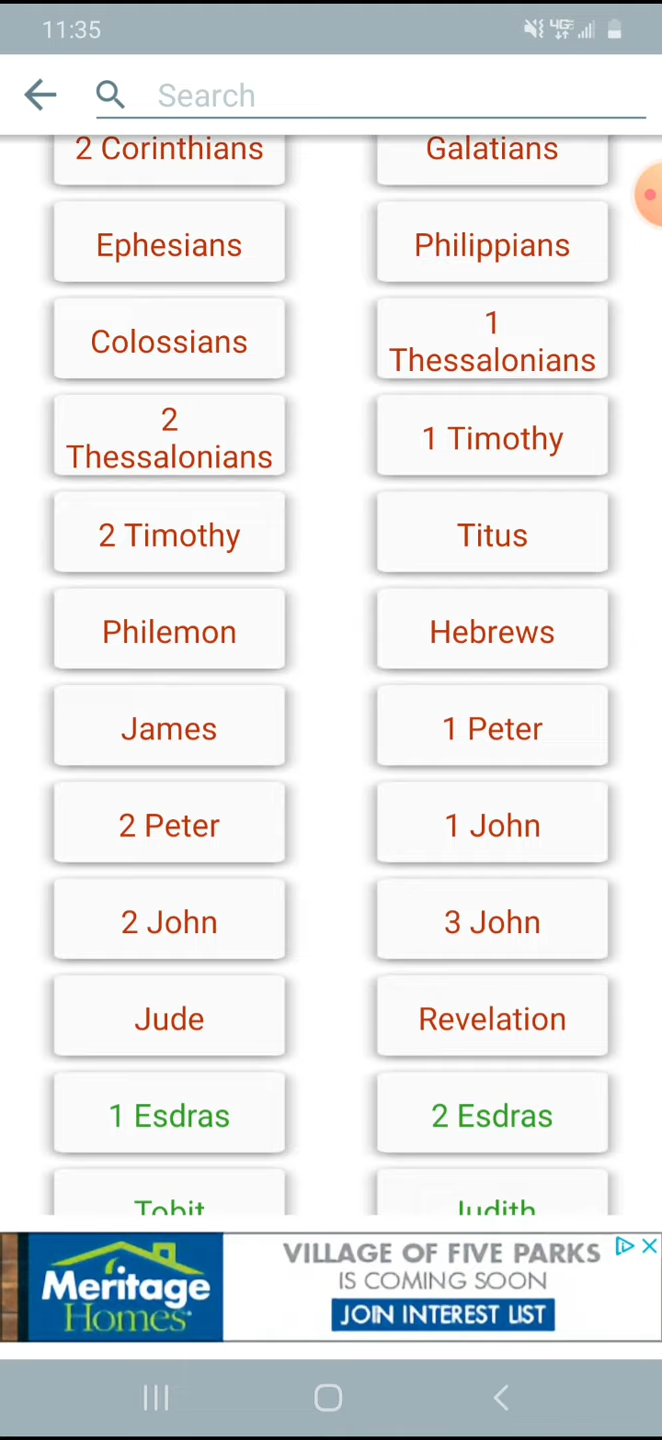 11:35
4GE
Search
2 Corinthians
Galatians
Ephesians
Philippians
Colossians
1
Thessalonians
2
Thessalonians
1 Timothy
2 Timothy
Titus
Philemon
Hebrews
James
1 Peter
2 Peter
1 John
2 John
3 John
Jude
Revelation
1 Esdras
2 Esdras
Tobit
Judith
Meritage
Homes
VILLAGE OF FIVE PARKS
IS COMING SOON
JOIN INTEREST LIST